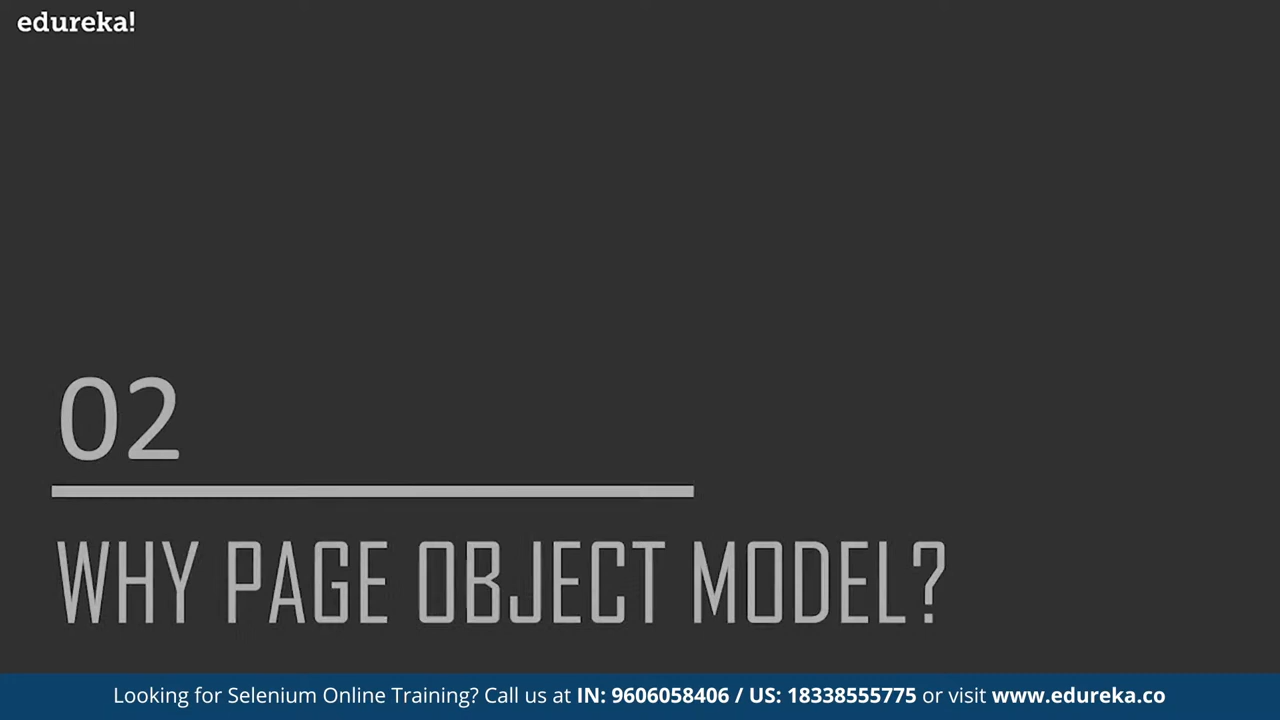 edureka!
02
WHY PAGE OBJECT MODEL?
Looking for Selenium Online Training? Call us at IN: 9606058406 / US: 18338555775 or visit www.edureka.co